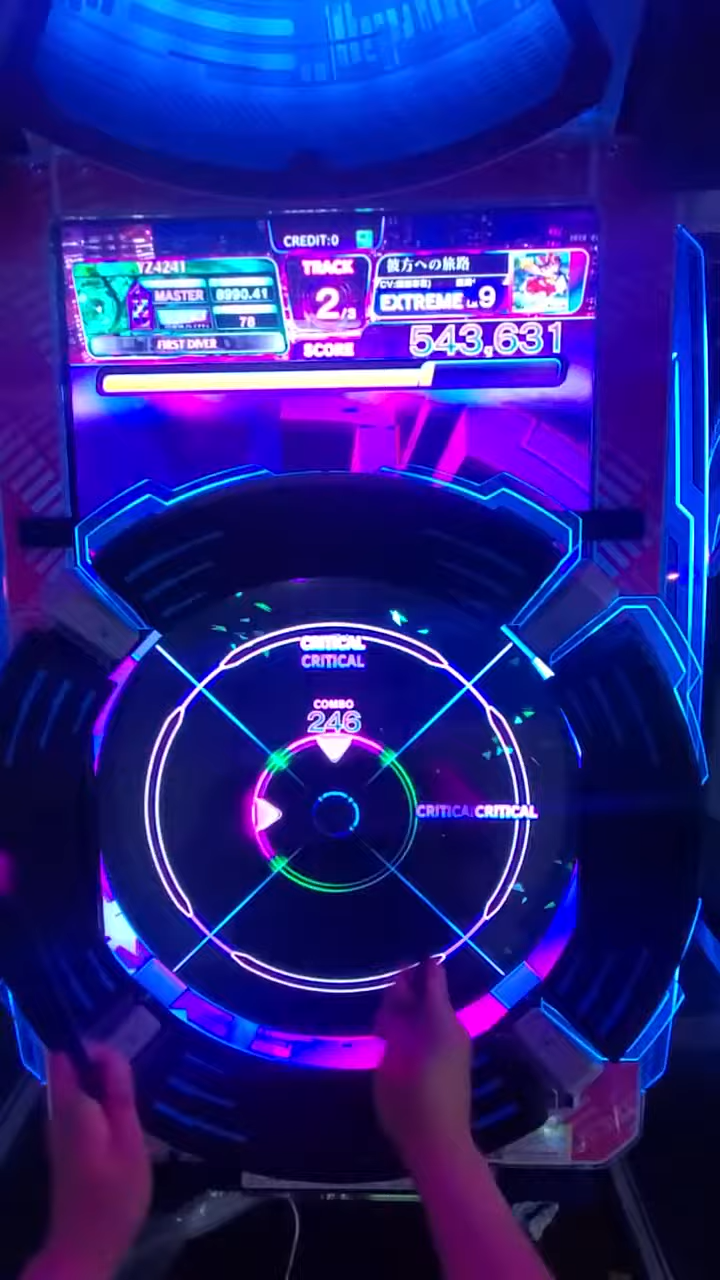 CREDIT:0
YZ4241
MASTER 8990.41
78
FIRST DIVER
TRACK
2/3
彼方への旅路
EXTREME Lv.9
SCORE
543,631
CRITICAL
CRITICAL
COMBO
246
CRITICAL CRITICAL